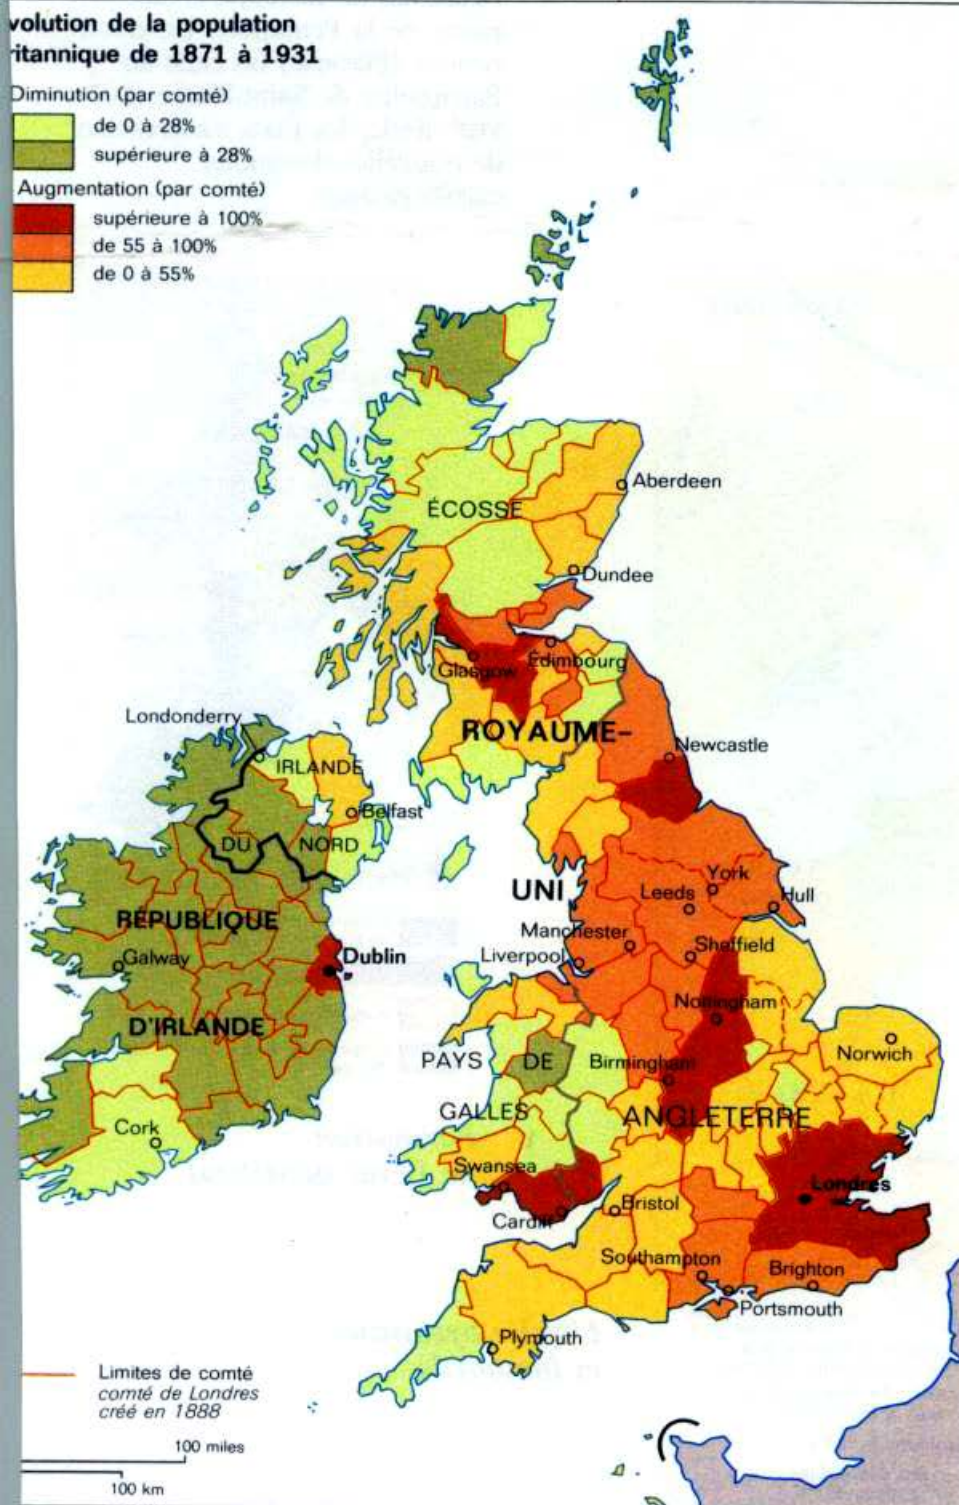 volution de la population
ritannique de 1871 à 1931
Diminution (par comté)
de 0 à 28%
supérieure à 28%
Augmentation (par comté)
supérieure à 100%
de 55 à 100%
de 0 à 55%
ÉCOSSE
Aberdeen
Dundee
Glasgow
Édimbourg
Londonderry
ROYAUME-
Newcastle
IRLANDE
Belfast
DU
NORD
UNI
York
Leeds
Hull
RÉPUBLIQUE
Manchester
Sheffield
Galway
Dublin
Liverpool
Nottingham
D'IRLANDE
PAYS
DE
Birmingham
Norwich
GALLES
ANGLETERRE
Cork
Swansea
Londres
Cardiff
Bristol
Southampton
Brighton
Portsmouth
Plymouth
Limites de comté
comté de Londres
créé en 1888
100 miles
100 km